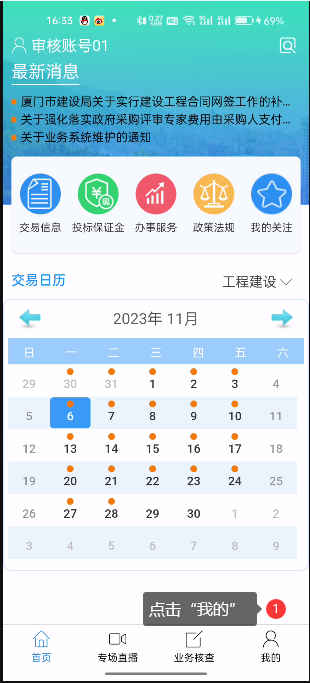 16:33
0.27 KB/s HD 5G 5G 69%
审核账号01
最新消息
厦门市建设局关于实行建设工程合同网签工作的补...
关于强化落实政府采购评审专家费用由采购人支付...
关于业务系统维护的通知
交易信息 投标保证金 办事服务 政策法规 我的关注
交易日历 工程建设
2023年 11月
日 一 二 三 四 五 六
29 30 31 1 2 3 4
5 6 7 8 9 10 11
12 13 14 15 16 17 18
19 20 21 22 23 24 25
26 27 28 29 30 1 2
3 4 5 6 7 8 9
点击“我的” 1
首页 专场直播 业务核查 我的